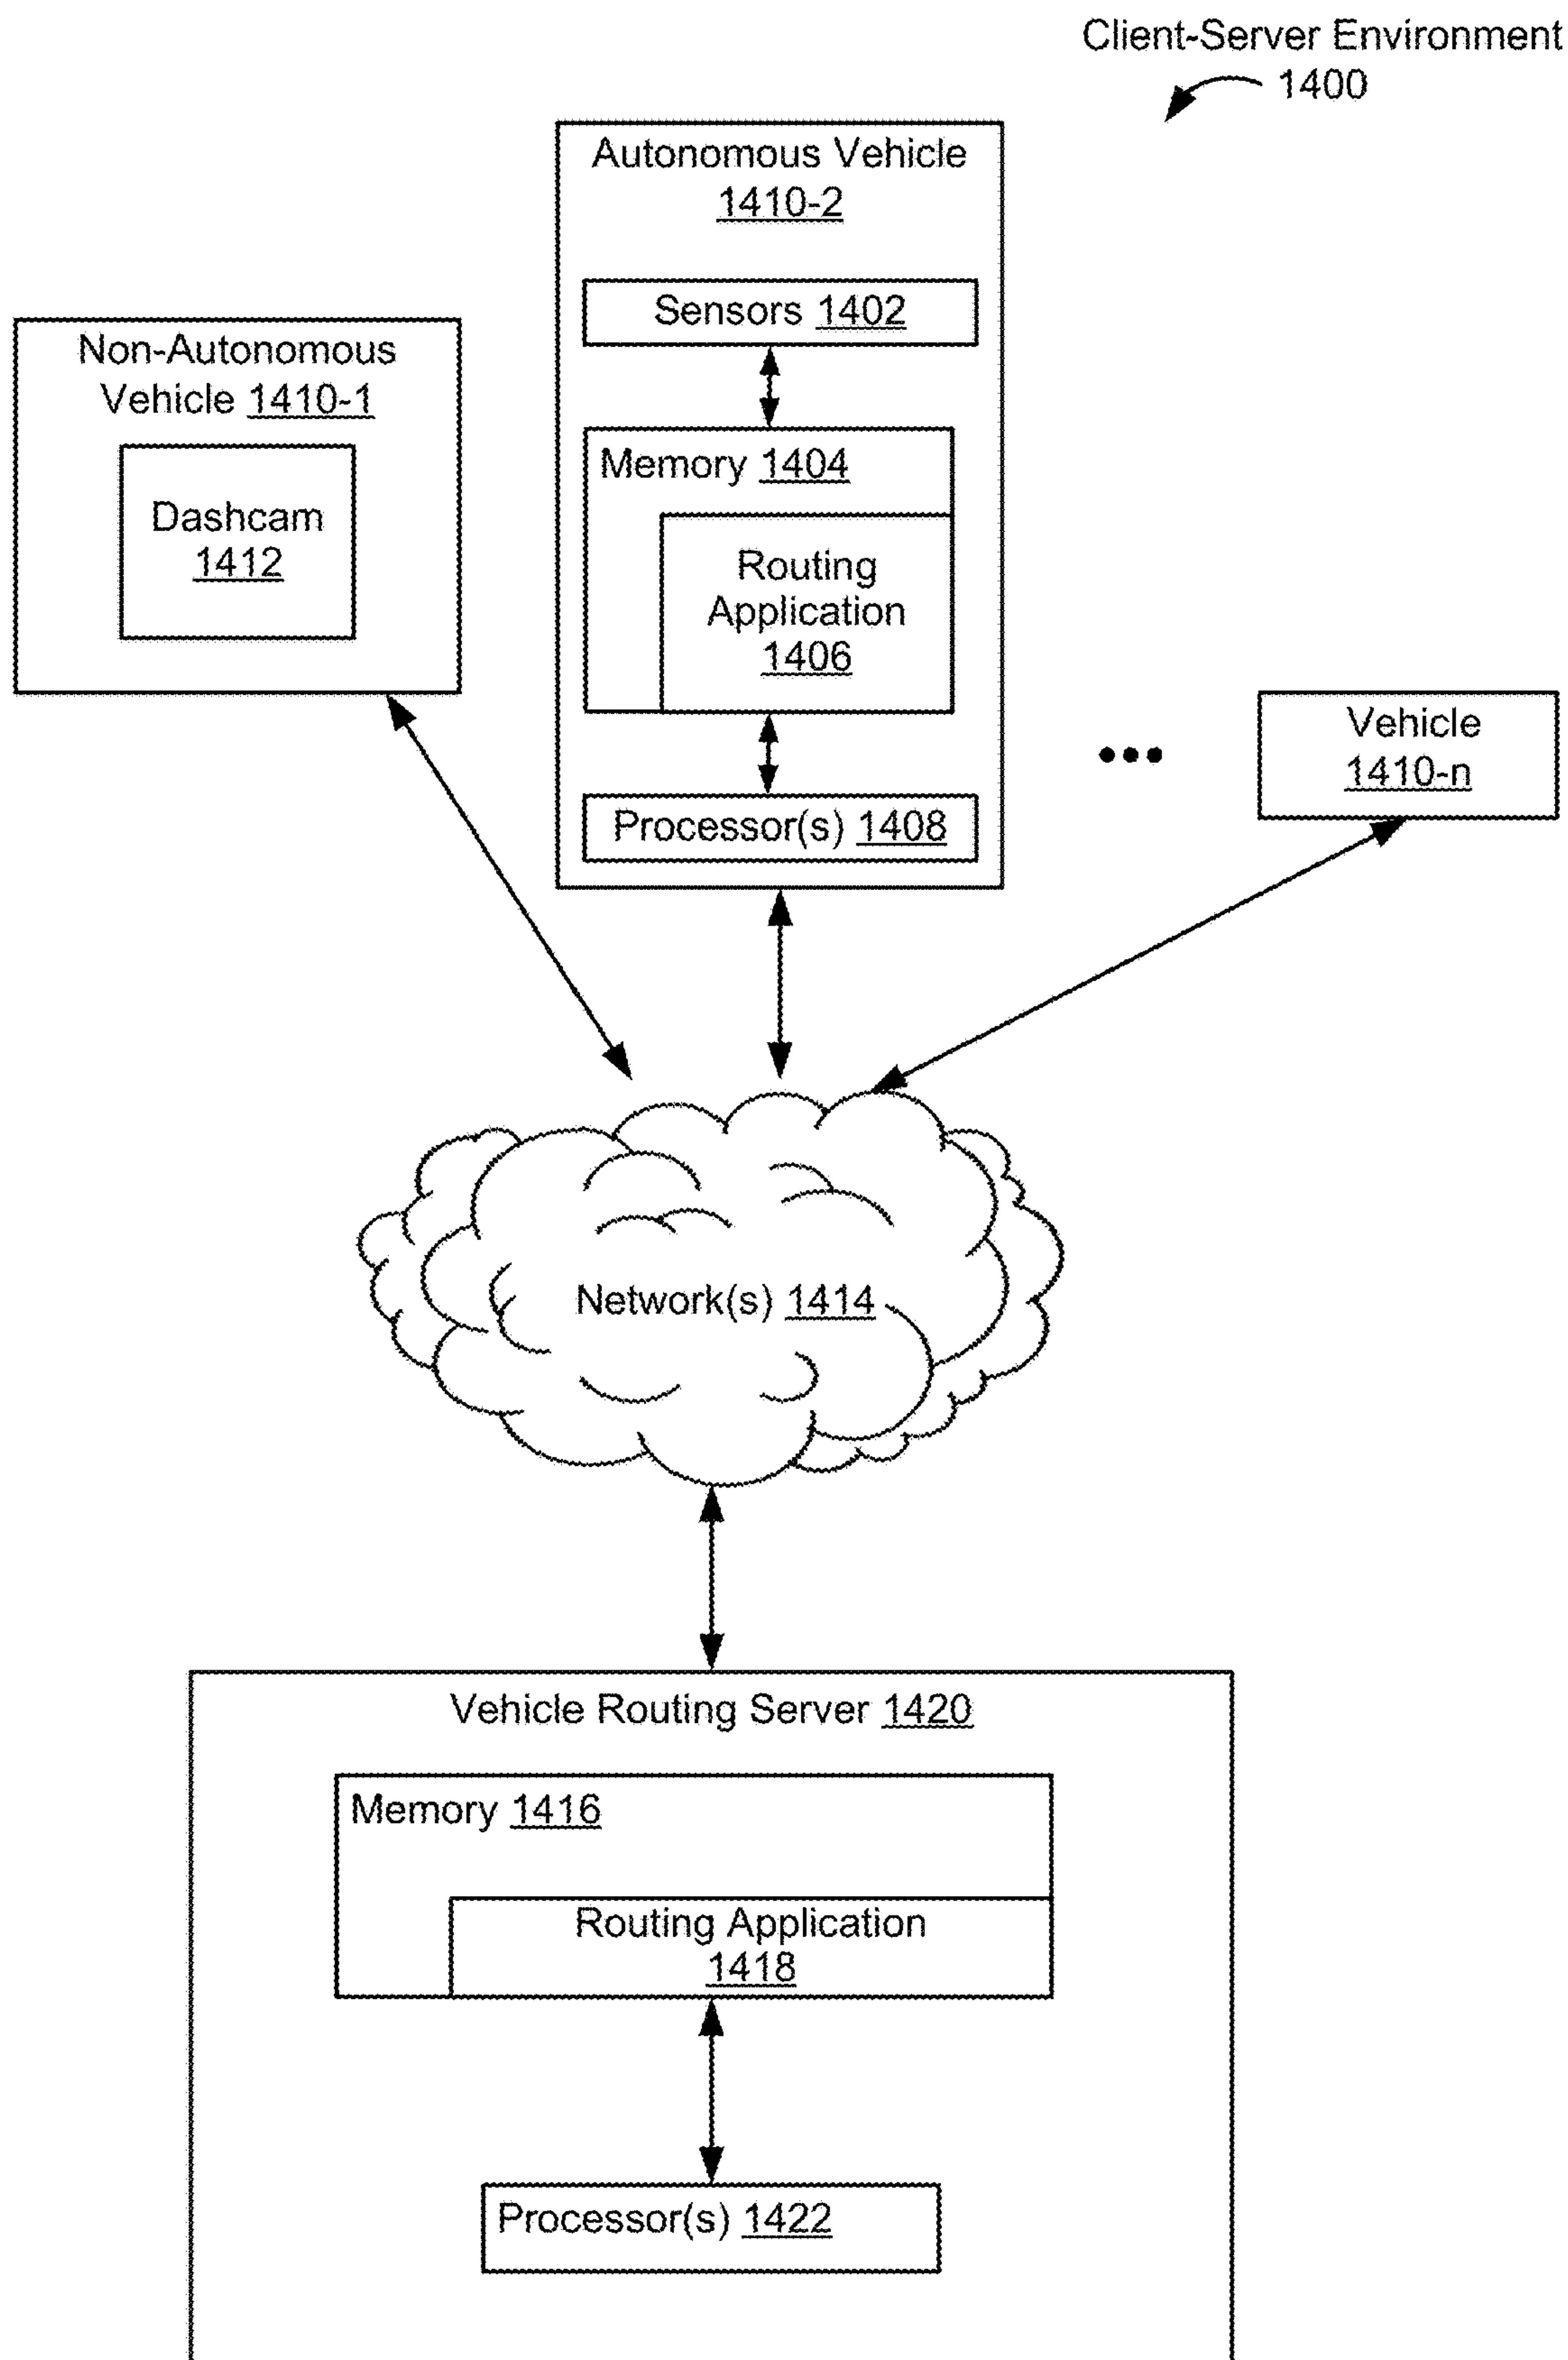 Client-Server Environment
1400
Autonomous Vehicle
1410-2
Sensors 1402
Memory 1404
Routing
Application
1406
Processor(s) 1408
Non-Autonomous
Vehicle 1410-1
Dashcam
1412
Vehicle
1410-n
Network(s) 1414
Vehicle Routing Server 1420
Memory 1416
Routing Application
1418
Processor(s) 1422